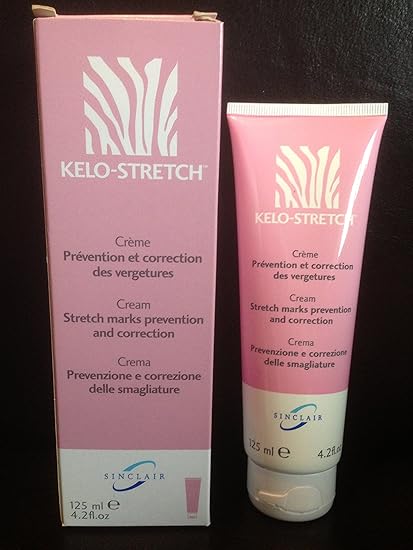 KELO-STRETCH™
Crème
Prévention et correction
des vergetures
Cream
Stretch marks prevention
and correction
Crema
Prevenzione e correzione
delle smagliature
SINCLAIR
125 ml ℮
4.2fl.oz
KELO-STRETCH™
Crème
Prévention et correction
des vergetures
Cream
Stretch marks prevention
and correction
Crema
Prevenzione e correzione
delle smagliature
SINCLAIR
125 ml ℮ 4.2fl.oz